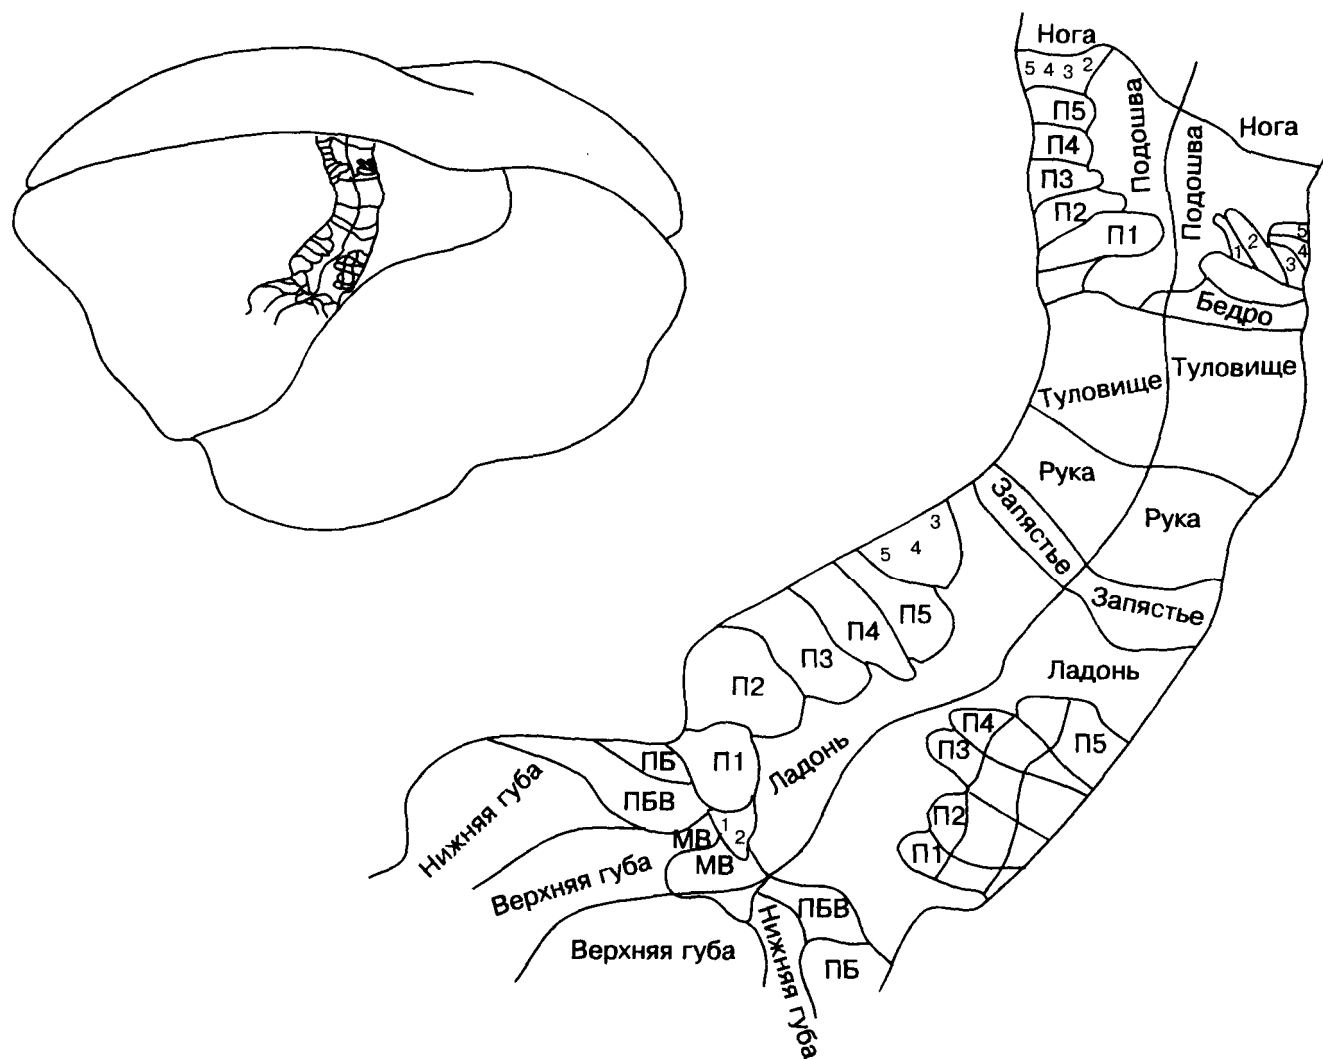 Нога
5 4 3 2
П5
П4
П3
П2
П1
Подошва
Подошва
Нога
1 2 3 4 5
Бедро
Туловище
Туловище
Рука
Рука
Запястье
Запястье
3
5 4
П5
П4
П3
П2
П1
Ладонь
Ладонь
П5
П4
П3
П2
П1
ПБ
ПБВ
1
2
МВ
МВ
Нижняя губа
Верхняя губа
Верхняя губа
Нижняя губа
ПБВ
ПБ